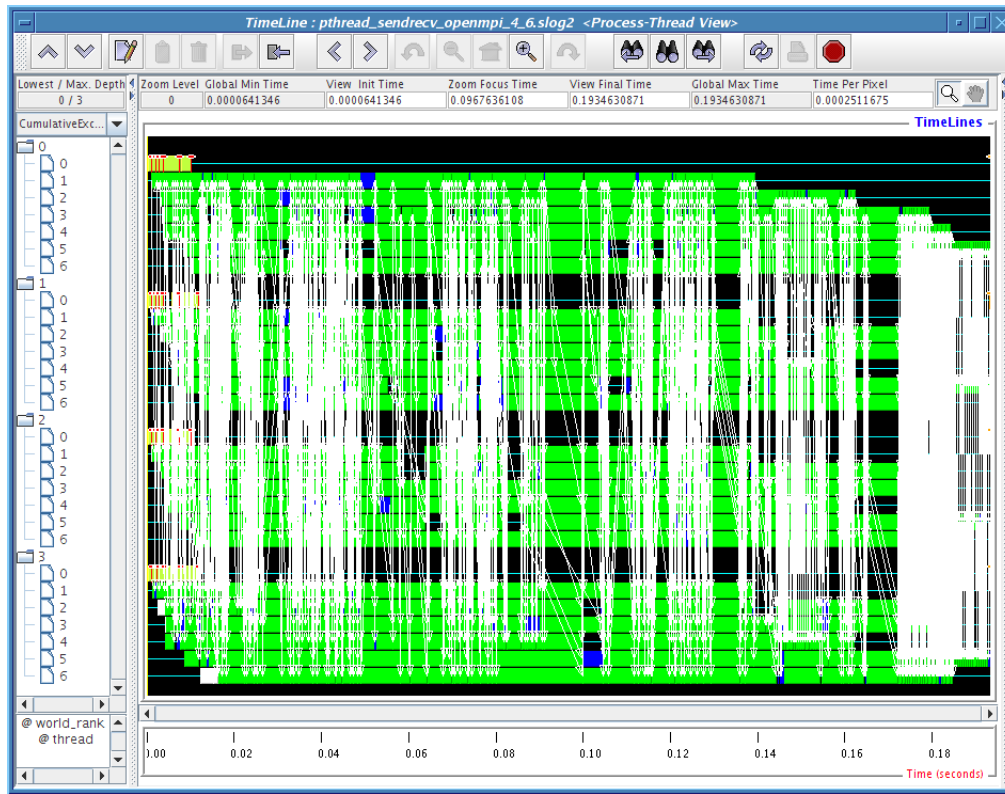 TimeLine : pthread_sendrecv_openmpi_4_6.slog2 <Process-Thread View>
Lowest / Max. Depth
0 / 3
Zoom Level Global Min Time View Init Time Zoom Focus Time View Final Time Global Max Time Time Per Pixel
0 0.0000641346 0.0000641346 0.0967636108 0.1934630871 0.1934630871 0.0002511675
CumulativeExc...
TimeLines
0
0
1
2
3
4
5
6
1
0
1
2
3
4
5
6
2
0
1
2
3
4
5
6
3
0
1
2
3
4
5
6
@ world_rank
@ thread
0.00 0.02 0.04 0.06 0.08 0.10 0.12 0.14 0.16 0.18
Time (seconds)